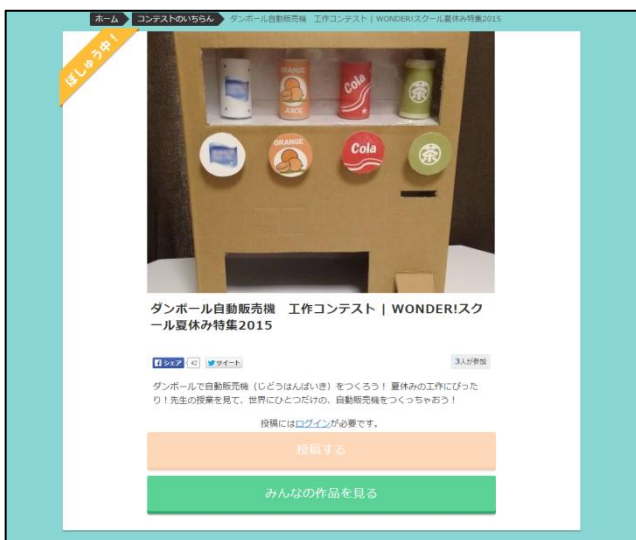 ホーム コンテストのいちらん ダンボール自動販売機 工作コンテスト | WONDER!スクール夏休み特集2015
ぼしゅう中！
ORANGE
JUICE
Cola
茶
ORANGE
Cola
茶
ダンボール自動販売機 工作コンテスト | WONDER!スク
ール夏休み特集2015
シェア 42 ツイート 3人が参加
ダンボールで自動販売機（じどうはんばいき）をつくろう！ 夏休みの工作にぴった
り！先生の授業を見て、世界にひとつだけの、自動販売機をつくっちゃおう！
投稿にはログインが必要です。
投稿する
みんなの作品を見る